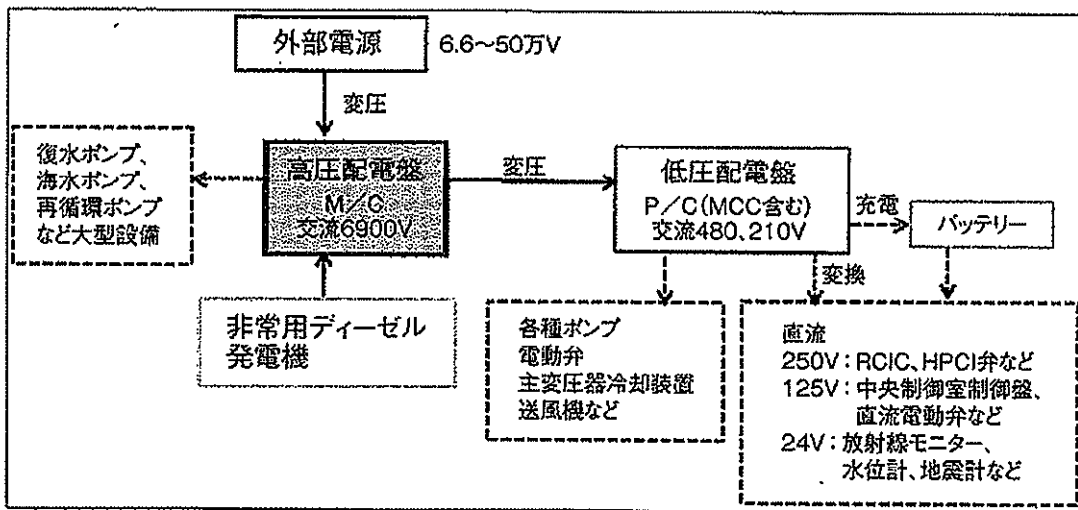 外部電源
6.6～50万V
変圧
復水ポンプ、
海水ポンプ、
再循環ポンプ
など大型設備
高圧配電盤
M／C
交流6900V
変圧
低圧配電盤
P／C(MCC含む)
交流480、210V
充電
バッテリー
非常用ディーゼル
発電機
変換
各種ポンプ
電動弁
主変圧器冷却装置
送風機など
直流
250V：RCIC、HPCI弁など
125V：中央制御室制御盤、
直流電動弁など
24V：放射線モニター、
水位計、地震計など